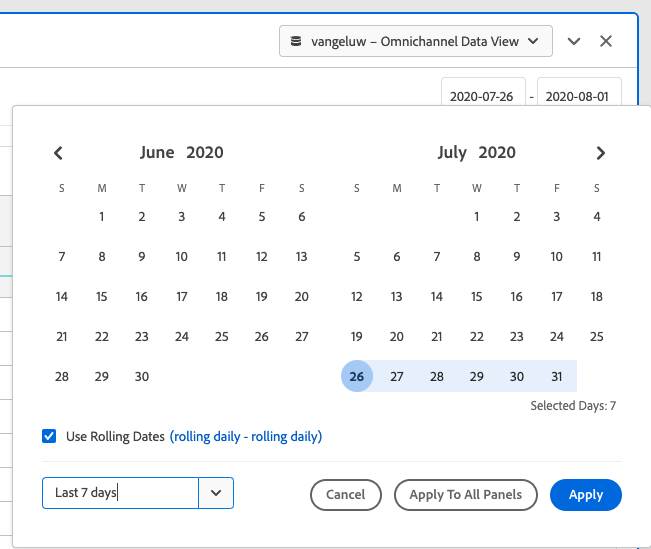 vangeluw – Omnichannel Data View
2020-07-26 - 2020-08-01
June 2020
S M T W T F S
1 2 3 4 5 6
7 8 9 10 11 12 13
14 15 16 17 18 19 20
21 22 23 24 25 26 27
28 29 30
July 2020
S M T W T F S
1 2 3 4
5 6 7 8 9 10 11
12 13 14 15 16 17 18
19 20 21 22 23 24 25
26 27 28 29 30 31
Selected Days: 7
Use Rolling Dates (rolling daily - rolling daily)
Last 7 days
Cancel
Apply To All Panels
Apply